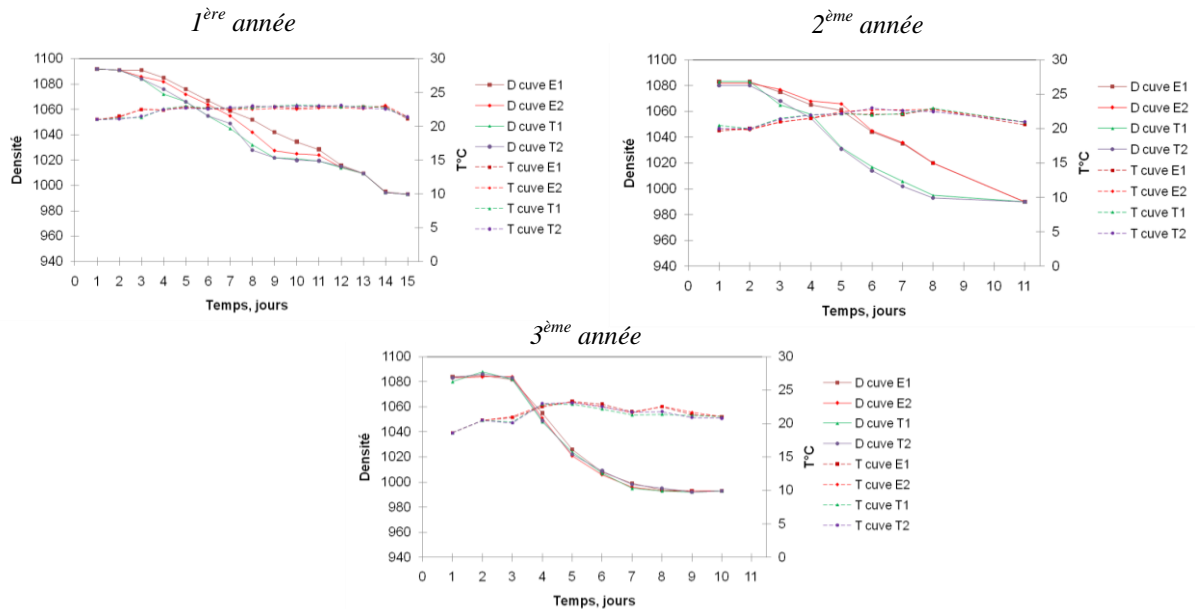 1ère année
1100
1080
1060
1040
1020
1000
980
960
940
Densité
30
25
20
15
10
5
0
T°C
0 1 2 3 4 5 6 7 8 9 10 11 12 13 14 15
Temps, jours
D cuve E1
D cuve E2
D cuve T1
D cuve T2
T cuve E1
T cuve E2
T cuve T1
T cuve T2
2ème année
1100
1080
1060
1040
1020
1000
980
960
940
Densité
30
25
20
15
10
5
0
T°C
0 1 2 3 4 5 6 7 8 9 10 11
Temps, jours
D cuve E1
D cuve E2
D cuve T1
D cuve T2
T cuve E1
T cuve E2
T cuve T1
T cuve T2
3ème année
1100
1080
1060
1040
1020
1000
980
960
940
Densité
30
25
20
15
10
5
0
T°C
0 1 2 3 4 5 6 7 8 9 10 11
Temps, jours
D cuve E1
D cuve E2
D cuve T1
D cuve T2
T cuve E1
T cuve E2
T cuve T1
T cuve T2